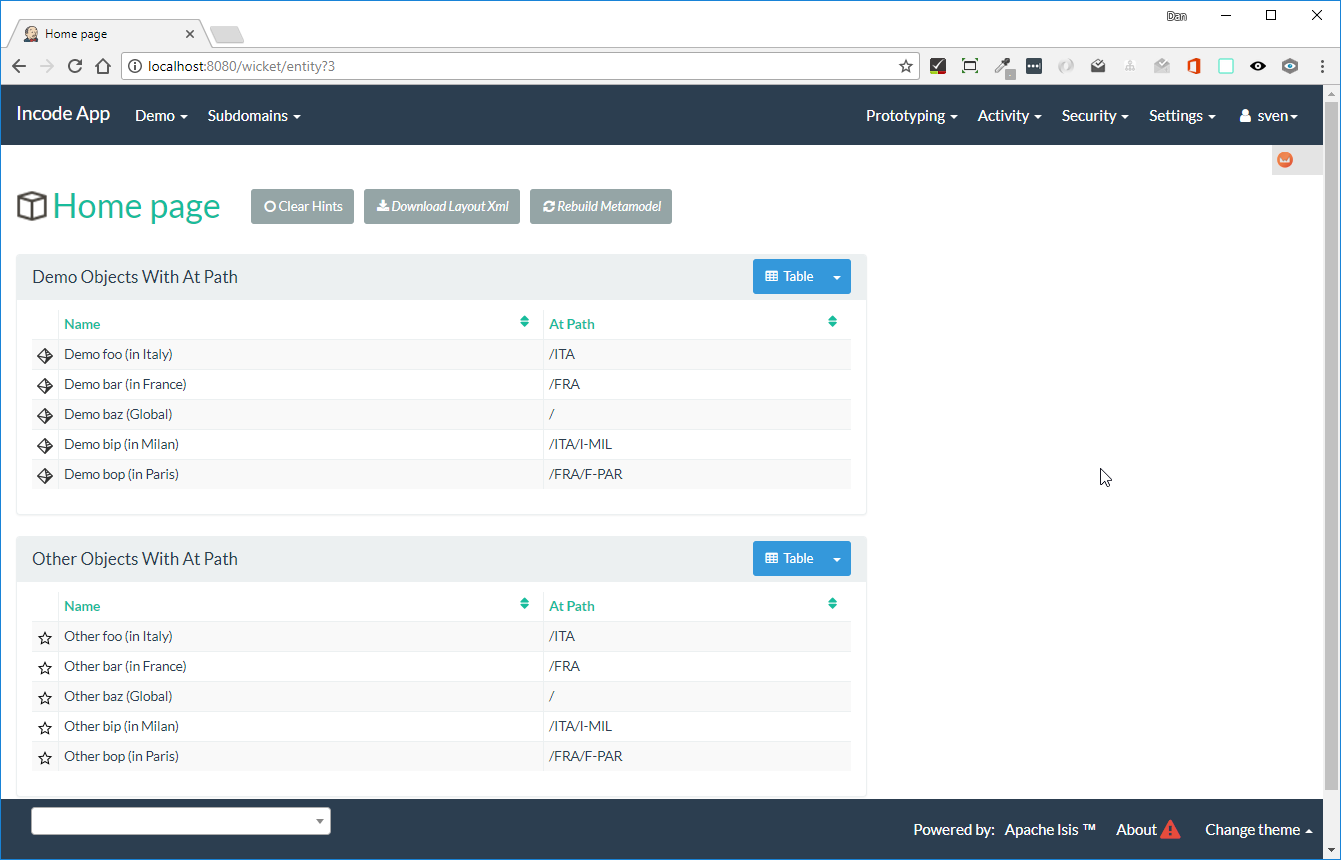 Dan
Home page
localhost:8080/wicket/entity?3
Incode App Demo Subdomains Prototyping Activity Security Settings sven
Home page Clear Hints Download Layout Xml Rebuild Metamodel
Demo Objects With At Path Table
Name At Path
Demo foo (in Italy) /ITA
Demo bar (in France) /FRA
Demo baz (Global) /
Demo bip (in Milan) /ITA/I-MIL
Demo bop (in Paris) /FRA/F-PAR
Other Objects With At Path Table
Name At Path
Other foo (in Italy) /ITA
Other bar (in France) /FRA
Other baz (Global) /
Other bip (in Milan) /ITA/I-MIL
Other bop (in Paris) /FRA/F-PAR
Powered by: Apache Isis ™ About Change theme